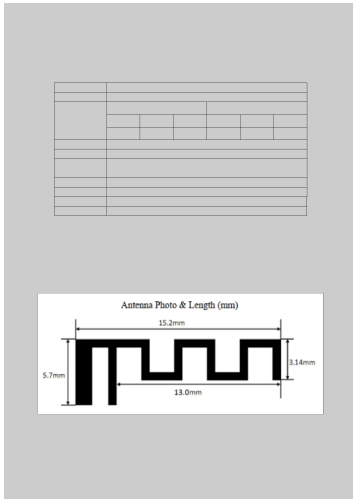 Antenna Photo & Length (mm)
15.2mm
3.14mm
5.7mm
13.0mm